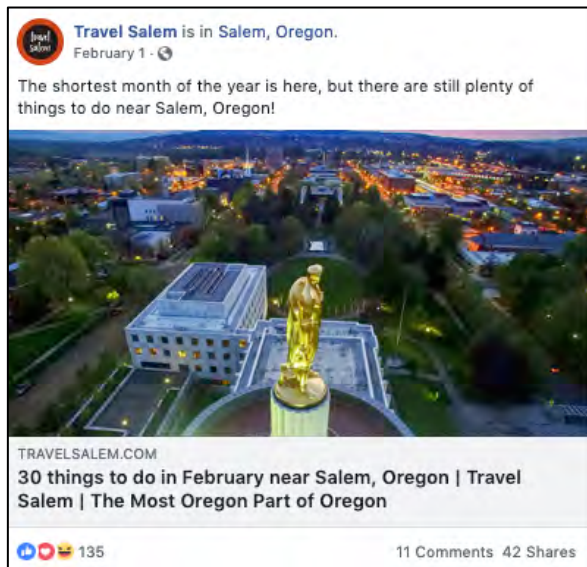 travel
salem
Travel Salem is in Salem, Oregon.
February 1 ·
The shortest month of the year is here, but there are still plenty of
things to do near Salem, Oregon!
TRAVELSALEM.COM
30 things to do in February near Salem, Oregon | Travel
Salem | The Most Oregon Part of Oregon
135
11 Comments 42 Shares